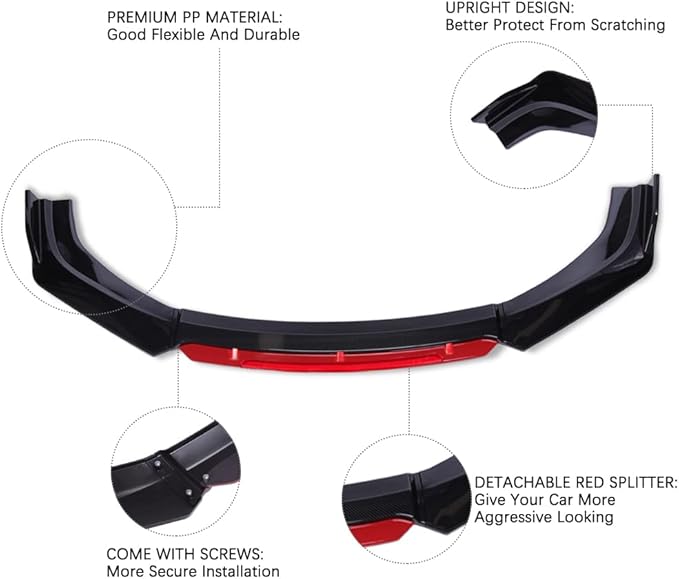 PREMIUM PP MATERIAL:
Good Flexible And Durable
UPRIGHT DESIGN:
Better Protect From Scratching
DETACHABLE RED SPLITTER:
Give Your Car More
Aggressive Looking
COME WITH SCREWS:
More Secure Installation